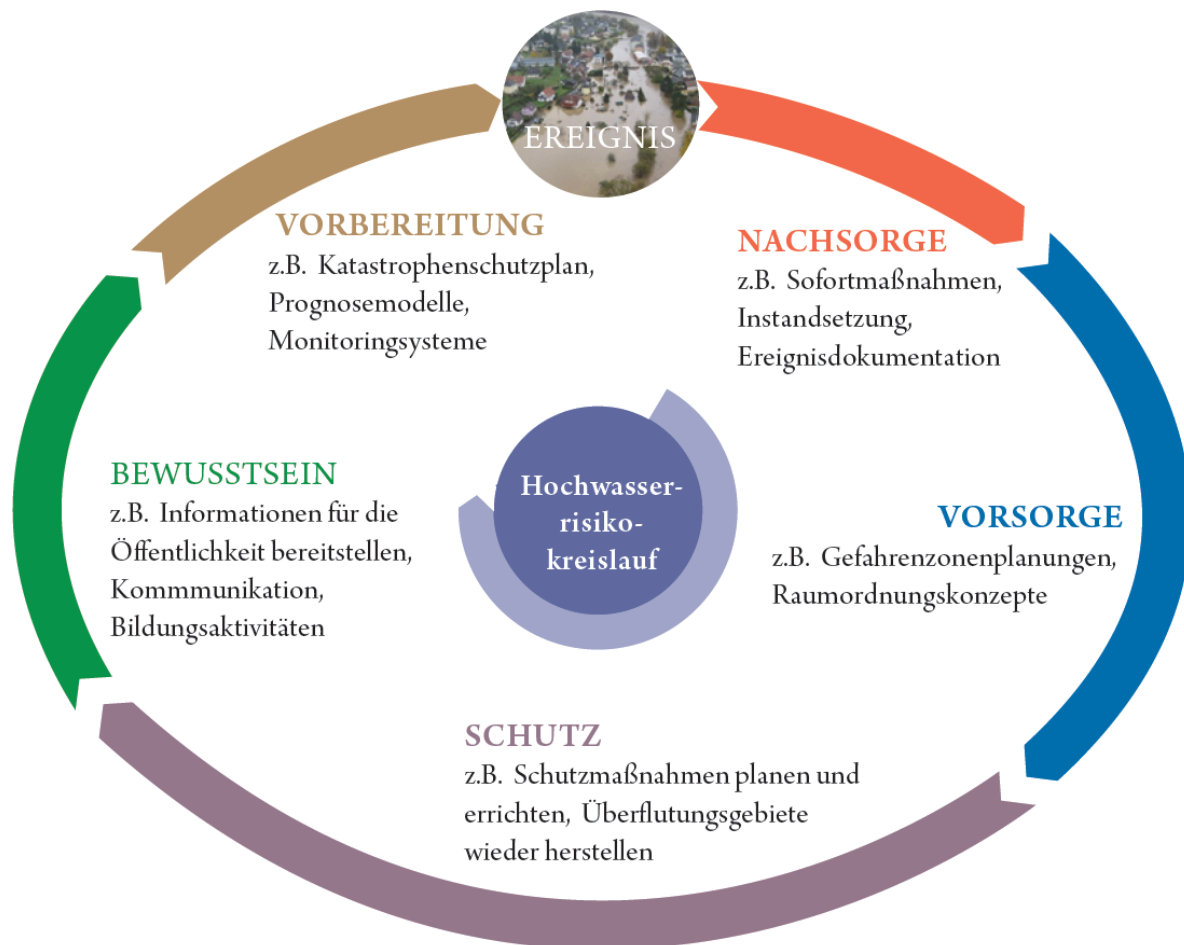 EREIGNIS
VORBEREITUNG
z.B. Katastrophenschutzplan,
Prognosemodelle,
Monitoringsysteme
NACHSORGE
z.B. Sofortmaßnahmen,
Instandsetzung,
Ereignisdokumentation
BEWUSSTSEIN
z.B. Informationen für die
Öffentlichkeit bereitstellen,
Kommmunikation,
Bildungsaktivitäten
Hochwasser-
risiko-
kreislauf
VORSORGE
z.B. Gefahrenzonenplanungen,
Raumordnungskonzepte
SCHUTZ
z.B. Schutzmaßnahmen planen und
errichten, Überflutungsgebiete
wieder herstellen